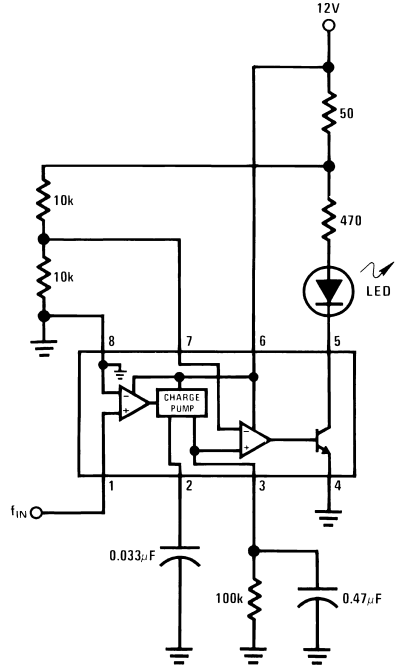 12V
50
10k
470
10k
LED
8
7
6
5
CHARGE
PUMP
−
+
−
+
1
2
3
4
fIN
0.033µF
100k
0.47µF